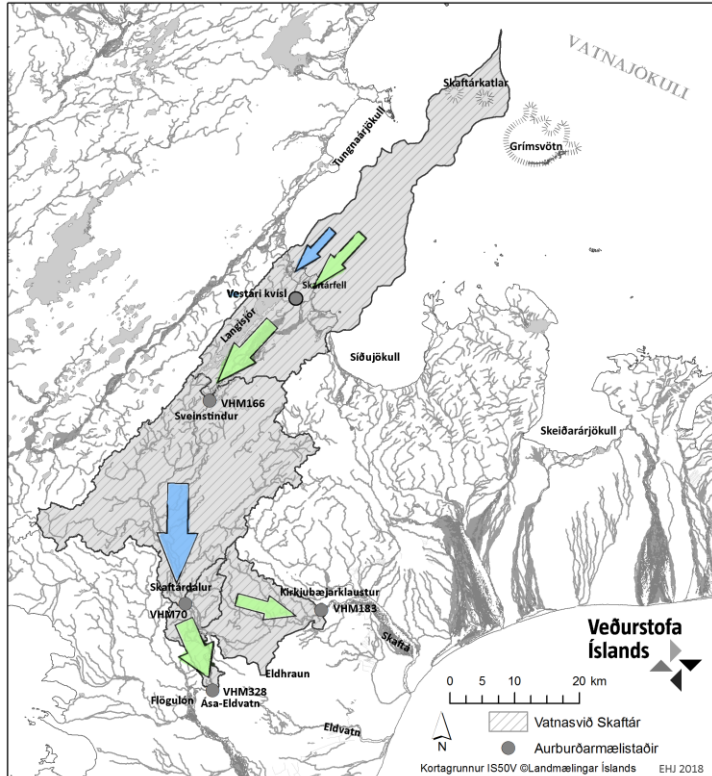 VATNAJÖKULL
Skaftárkatlar
Tungnaárjökull
Grímsvötn
Skaftárfell
Vestari kvísl
Langisjór
Síðujökull
VHM166
Sveinstindur
Skeiðarárjökull
Skaftárdalur
Kirkjubæjarklaustur
VHM70
VHM183
Skaftá
Eldhraun
VHM328
Flögulón
Ása-Eldvatn
Eldvatn
Veðurstofa
Íslands
0 5 10 20 km
N
Vatnasvið Skaftár
Aurburðarmælistaðir
Kortagrunnur IS50V ©Landmælingar Íslands EHJ 2018